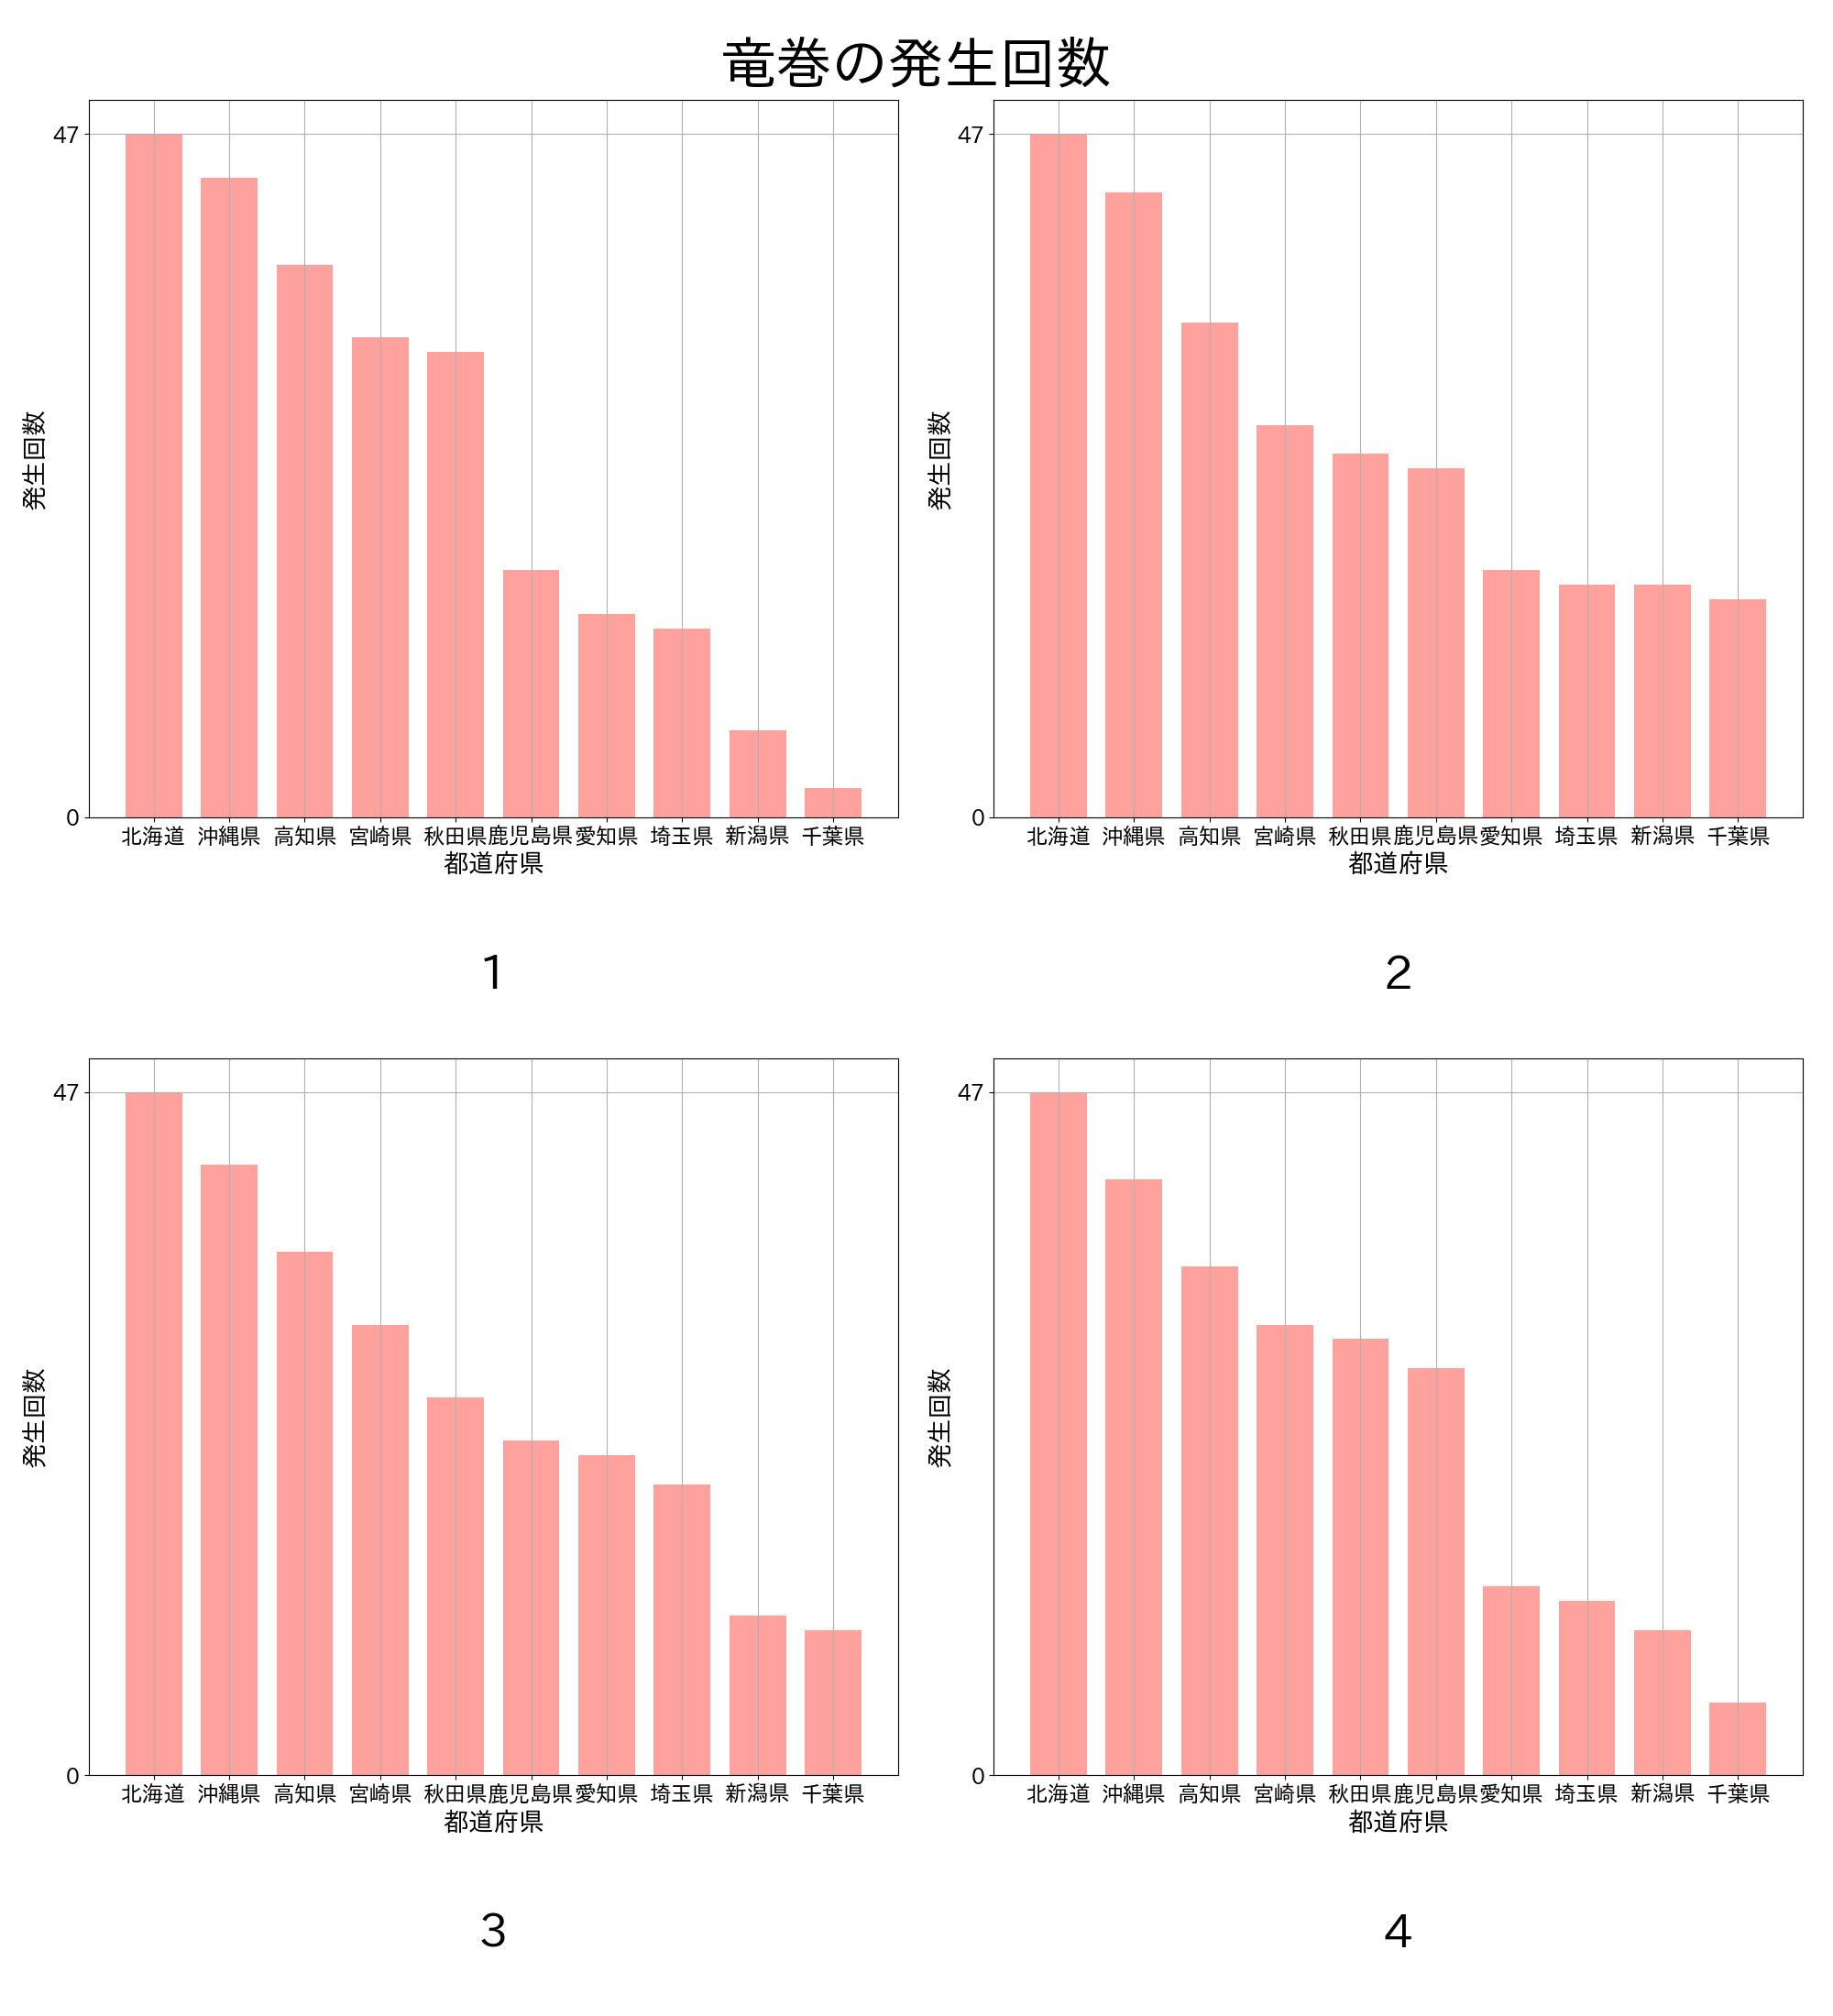 竜巻の発生回数
47
0
発生回数
北海道 沖縄県 高知県 宮崎県 秋田県 鹿児島県 愛知県 埼玉県 新潟県 千葉県
都道府県
1
47
0
発生回数
北海道 沖縄県 高知県 宮崎県 秋田県 鹿児島県 愛知県 埼玉県 新潟県 千葉県
都道府県
2
47
0
発生回数
北海道 沖縄県 高知県 宮崎県 秋田県 鹿児島県 愛知県 埼玉県 新潟県 千葉県
都道府県
3
47
0
発生回数
北海道 沖縄県 高知県 宮崎県 秋田県 鹿児島県 愛知県 埼玉県 新潟県 千葉県
都道府県
4